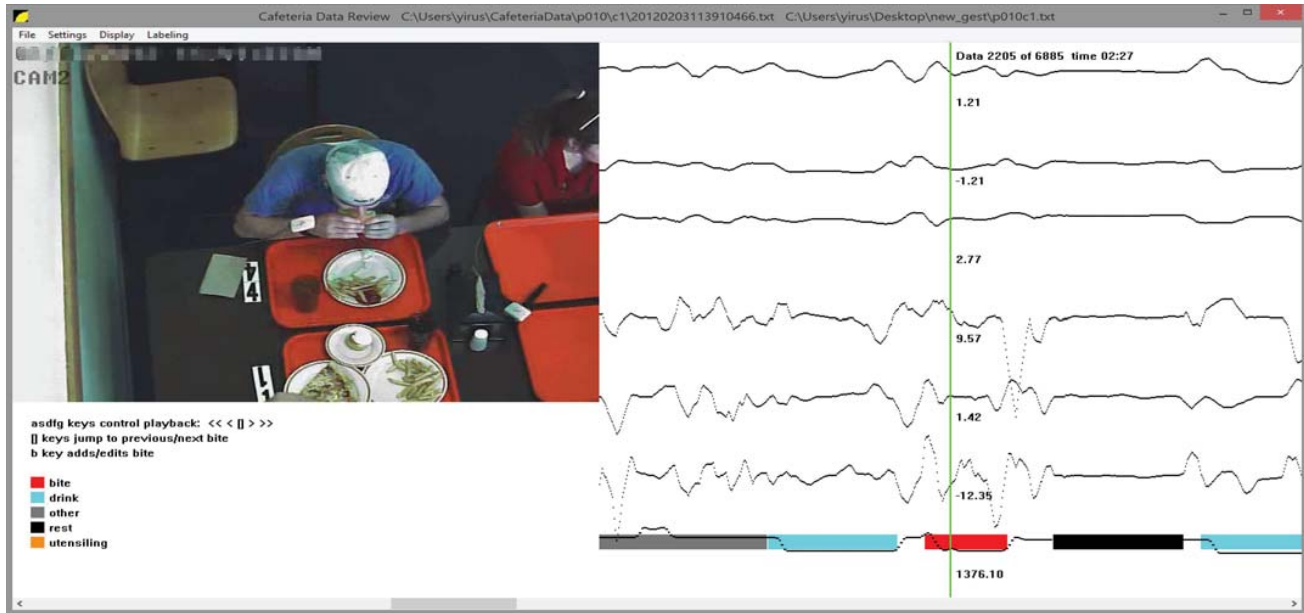 Cafeteria Data Review C:\Users\yirus\CafeteriaData\p010\c1\20120203113910466.txt C:\Users\yirus\Desktop\new_gest\p010c1.txt
File Settings Display Labeling
CAM2
74
asdfg keys control playback: << < [] > >>
[] keys jump to previous/next bite
b key adds/edits bite
bite
drink
other
rest
utensiling
Data 2205 of 6885 time 02:27
1.21
-1.21
2.77
9.57
1.42
-12.35
1376.10